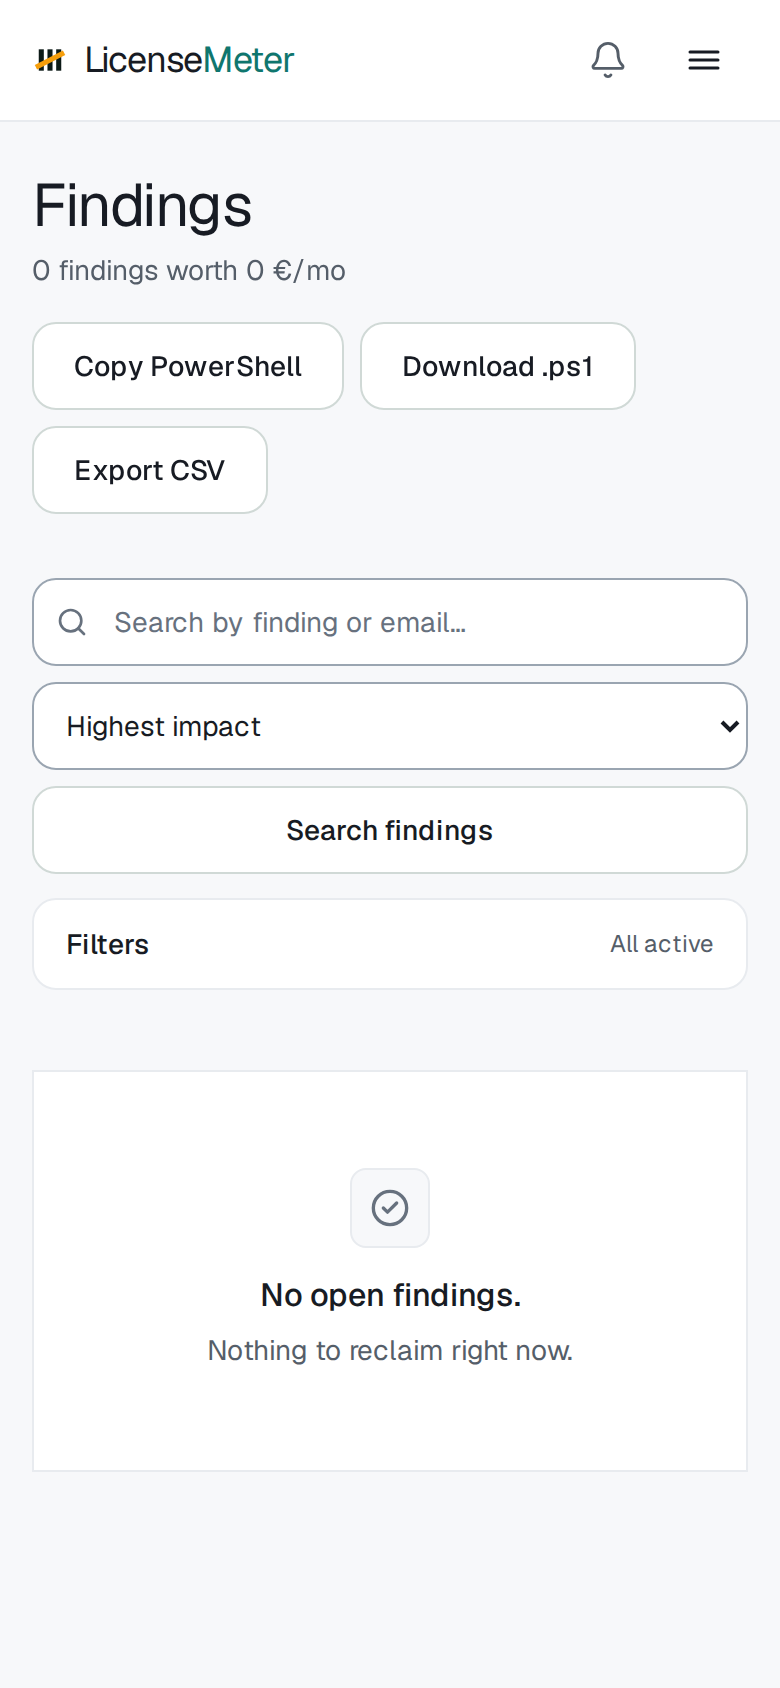 LicenseMeter
Findings
0 findings worth 0 €/mo
Copy PowerShell
Download .ps1
Export CSV
Search by finding or email...
Highest impact
Search findings
Filters
All active
No open findings.
Nothing to reclaim right now.